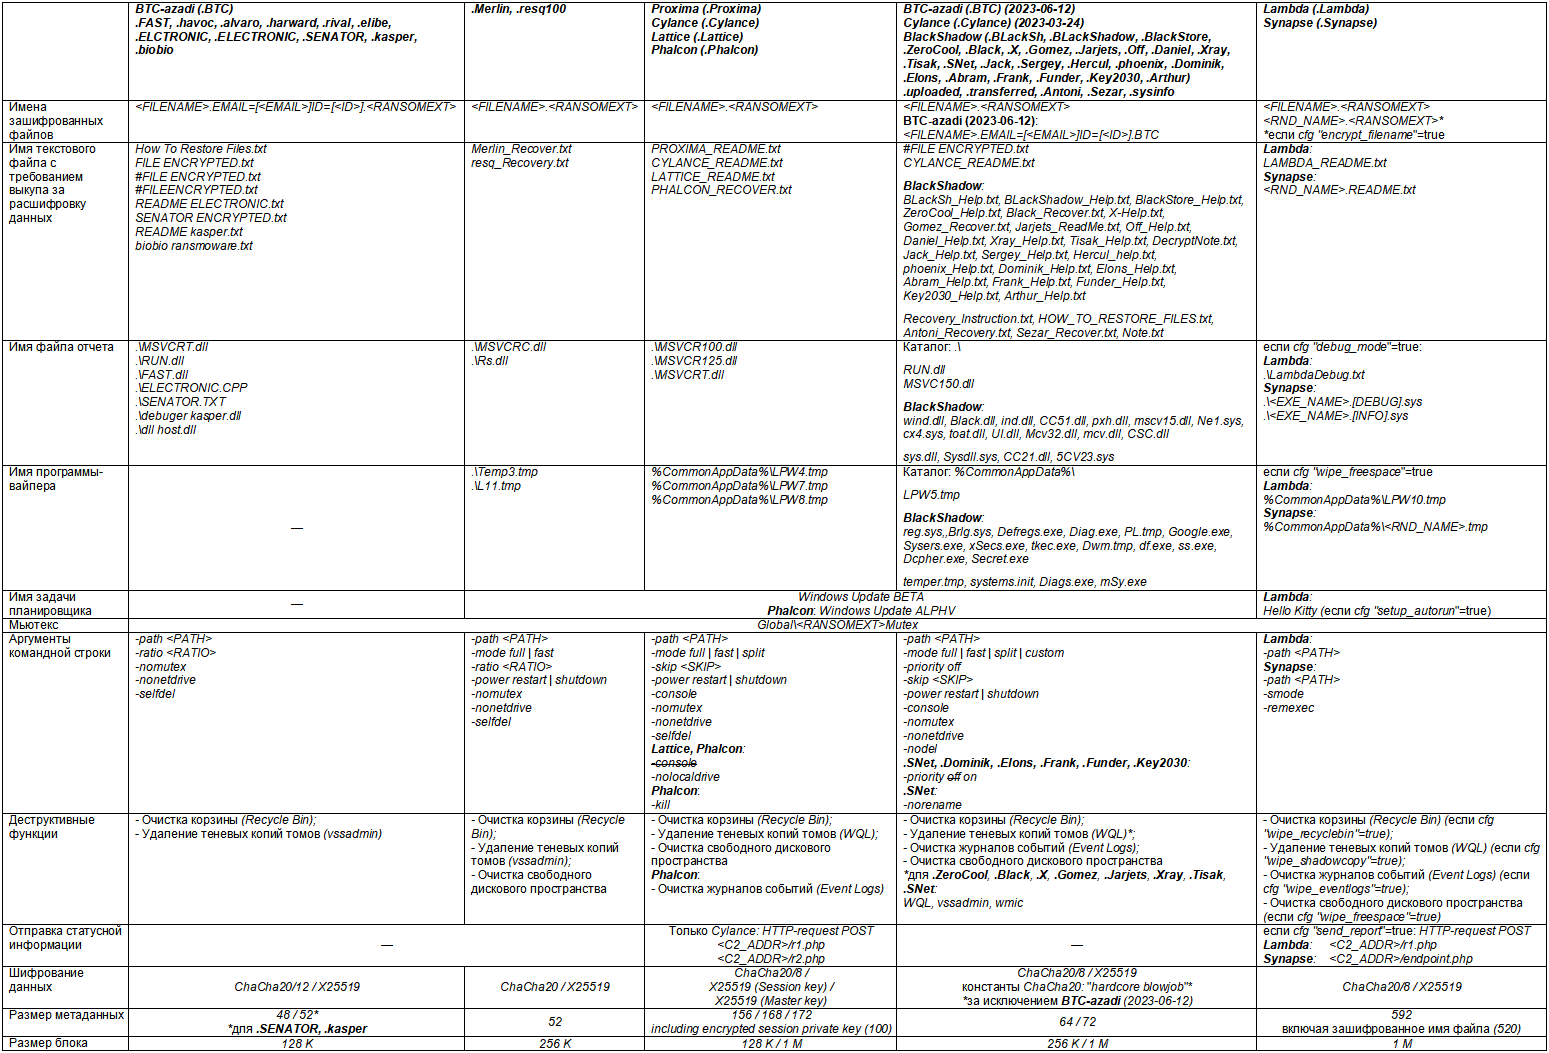 BTC-azadi (.BTC)
.FAST, .havoc, .alvaro, .harward, .rival, .elibe,
.ELCTRONIC, .ELECTRONIC, .SENATOR, .kasper,
.biobio
.Merlin, .resq100
Proxima (.Proxima)
Cylance (.Cylance)
Lattice (.Lattice)
Phalcon (.Phalcon)
BTC-azadi (.BTC) (2023-06-12)
Cylance (.Cylance) (2023-03-24)
BlackShadow (.BLackSh, .BLackShadow, .BlackStore,
.ZeroCool, .Black, .X, .Gomez, .Jarjets, .Off, .Daniel, .Xray,
.Tisak, .SNet, .Jack, .Sergey, .Hercul, .phoenix, .Dominik,
.Elons, .Abram, .Frank, .Funder, .Key2030, .Arthur)
.uploaded, .transferred, .Antoni, .Sezar, .sysinfo
Lambda (.Lambda)
Synapse (.Synapse)
Имена
зашифрованных
файлов
<FILENAME>.EMAIL=[<EMAIL>]ID=[<ID>].<RANSOMEXT>
<FILENAME>.<RANSOMEXT>
<FILENAME>.<RANSOMEXT>
<FILENAME>.<RANSOMEXT>
BTC-azadi (2023-06-12):
<FILENAME>.EMAIL=[<EMAIL>]ID=[<ID>].BTC
<FILENAME>.<RANSOMEXT>
<RND_NAME>.<RANSOMEXT>*
*если cfg "encrypt_filename"=true
Имя текстового
файла с
требованием
выкупа за
расшифровку
данных
How To Restore Files.txt
FILE ENCRYPTED.txt
#FILE ENCRYPTED.txt
#FILEENCRYPTED.txt
README ELECTRONIC.txt
SENATOR ENCRYPTED.txt
README kasper.txt
biobio ransmoware.txt
Merlin_Recover.txt
resq_Recovery.txt
PROXIMA_README.txt
CYLANCE_README.txt
LATTICE_README.txt
PHALCON_RECOVER.txt
#FILE ENCRYPTED.txt
CYLANCE_README.txt
BlackShadow:
BLackSh_Help.txt, BLackShadow_Help.txt, BlackStore_Help.txt,
ZeroCool_Help.txt, Black_Recover.txt, X-Help.txt,
Gomez_Recover.txt, Jarjets_ReadMe.txt, Off_Help.txt,
Daniel_Help.txt, Xray_Help.txt, Tisak_Help.txt, DecryptNote.txt,
Jack_Help.txt, Sergey_Help.txt, Hercul_help.txt,
phoenix_Help.txt, Dominik_Help.txt, Elons_Help.txt,
Abram_Help.txt, Frank_Help.txt, Funder_Help.txt,
Key2030_Help.txt, Arthur_Help.txt
Recovery_Instruction.txt, HOW_TO_RESTORE_FILES.txt,
Antoni_Recovery.txt, Sezar_Recover.txt, Note.txt
Lambda:
LAMBDA_README.txt
Synapse:
<RND_NAME>.README.txt
Имя файла отчета
.\MSVCRT.dll
.\RUN.dll
.\FAST.dll
.\ELECTRONIC.CPP
.\SENATOR.TXT
.\debuger kasper.dll
.\dll host.dll
.\MSVCRC.dll
.\Rs.dll
.\MSVCR100.dll
.\MSVCR125.dll
.\MSVCRT.dll
Каталог: .\
RUN.dll
MSVC150.dll
BlackShadow:
wind.dll, Black.dll, ind.dll, CC51.dll, pxh.dll, mscv15.dll, Ne1.sys,
cx4.sys, toat.dll, UI.dll, Mcv32.dll, mcv.dll, CSC.dll
sys.dll, Sysdll.sys, CC21.dll, 5CV23.sys
если cfg "debug_mode"=true:
Lambda:
.\LambdaDebug.txt
Synapse:
.\<EXE_NAME>.[DEBUG].sys
.\<EXE_NAME>.[INFO].sys
Имя программы-
вайпера
—
.\Temp3.tmp
.\L11.tmp
%CommonAppData%\LPW4.tmp
%CommonAppData%\LPW7.tmp
%CommonAppData%\LPW8.tmp
Каталог: %CommonAppData%\
LPW5.tmp
BlackShadow:
reg.sys,,Brlg.sys, Defregs.exe, Diag.exe, PL.tmp, Google.exe,
Sysers.exe, xSecs.exe, tkec.exe, Dwm.tmp, df.exe, ss.exe,
Dcpher.exe, Secret.exe
temper.tmp, systems.init, Diags.exe, mSy.exe
если cfg "wipe_freespace"=true
Lambda:
%CommonAppData%\LPW10.tmp
Synapse:
%CommonAppData%\<RND_NAME>.tmp
Имя задачи
планировщика
—
Windows Update BETA
Phalcon: Windows Update ALPHV
Lambda:
Hello Kitty (если cfg "setup_autorun"=true)
Мьютекс
Global\<RANSOMEXT>Mutex
Аргументы
командной строки
-path <PATH>
-ratio <RATIO>
-nomutex
-nonetdrive
-selfdel
-path <PATH>
-mode full | fast
-ratio <RATIO>
-power restart | shutdown
-nomutex
-nonetdrive
-selfdel
-path <PATH>
-mode full | fast | split
-skip <SKIP>
-power restart | shutdown
-console
-nomutex
-nonetdrive
-selfdel
Lattice, Phalcon:
-console
-nolocaldrive
Phalcon:
-kill
-path <PATH>
-mode full | fast | split | custom
-priority off
-skip <SKIP>
-power restart | shutdown
-console
-nomutex
-nonetdrive
-nodel
.SNet, .Dominik, .Elons, .Frank, .Funder, .Key2030:
-priority off on
.SNet:
-norename
Lambda:
-path <PATH>
Synapse:
-path <PATH>
-smode
-remexec
Деструктивные
функции
- Очистка корзины (Recycle Bin);
- Удаление теневых копий томов (vssadmin)
- Очистка корзины (Recycle
Bin);
- Удаление теневых копий
томов (vssadmin);
- Очистка свободного
дискового пространства
- Очистка корзины (Recycle Bin);
- Удаление теневых копий томов (WQL);
- Очистка свободного дискового
пространства
Phalcon:
- Очистка журналов событий (Event Logs)
- Очистка корзины (Recycle Bin);
- Удаление теневых копий томов (WQL)*;
- Очистка журналов событий (Event Logs);
- Очистка свободного дискового пространства
*для .ZeroCool, .Black, .X, .Gomez, .Jarjets, .Xray, .Tisak,
.SNet:
WQL, vssadmin, wmic
- Очистка корзины (Recycle Bin) (если cfg
"wipe_recyclebin"=true);
- Удаление теневых копий томов (WQL) (если cfg
"wipe_shadowcopy"=true);
- Очистка журналов событий (Event Logs) (если
cfg "wipe_eventlogs"=true);
- Очистка свободного дискового пространства
(если cfg "wipe_freespace"=true)
Отправка статусной
информации
—
Только Cylance: HTTP-request POST
<C2_ADDR>/r1.php
<C2_ADDR>/r2.php
—
если cfg "send_report"=true: HTTP-request POST
Lambda: <C2_ADDR>/r1.php
Synapse: <C2_ADDR>/endpoint.php
Шифрование
данных
ChaCha20/12 / X25519
ChaCha20 / X25519
ChaCha20/8 /
X25519 (Session key) /
X25519 (Master key)
ChaCha20/8 / X25519
константы ChaCha20: "hardcore blowjob"*
*за исключением BTC-azadi (2023-06-12)
ChaCha20/8 / X25519
Размер метаданных
48 / 52*
*для .SENATOR, .kasper
52
156 / 168 / 172
including encrypted session private key (100)
64 / 72
592
включая зашифрованное имя файла (520)
Размер блока
128 K
256 K
128 K / 1 M
256 K / 1 M
1 M